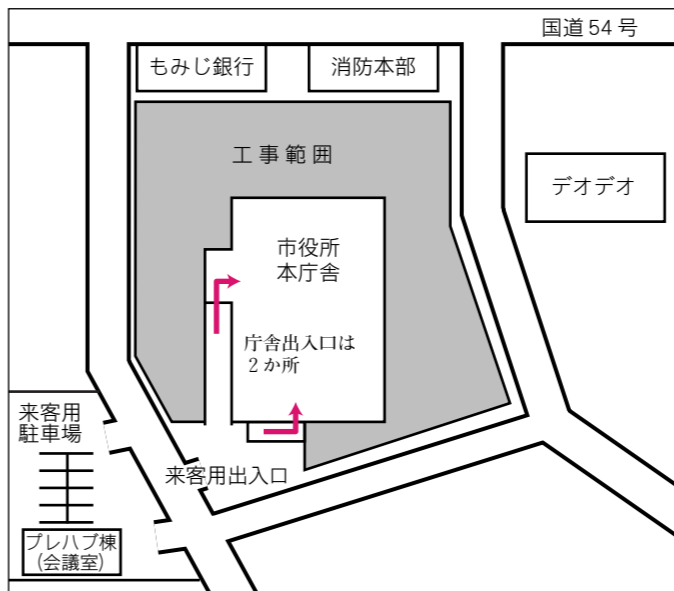 国道54号
もみじ銀行
消防本部
工事範囲
デオデオ
市役所
本庁舎
庁舎出入口は
2か所
来客用
駐車場
来客用出入口
プレハブ棟
(会議室)